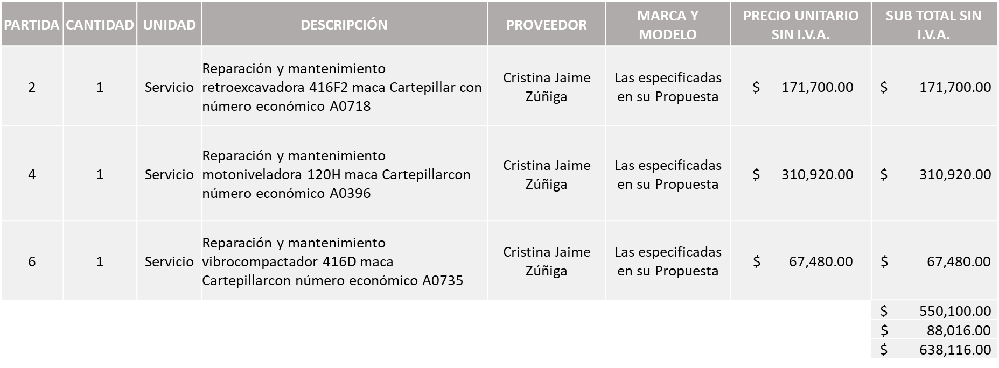 PARTIDA CANTIDAD UNIDAD DESCRIPCIÓN PROVEEDOR MARCA Y MODELO PRECIO UNITARIO SIN I.V.A. SUB TOTAL SIN I.V.A.
2 1 Servicio
Reparación y mantenimiento
retroexcavadora 416F2 maca Cartepillar con
número económico A0718
Cristina Jaime
Zúñiga
Las especificadas
en su Propuesta
$ 171,700.00
$ 171,700.00
4 1 Servicio
Reparación y mantenimiento
motoniveladora 120H maca Cartepillarcon
número económico A0396
Cristina Jaime
Zúñiga
Las especificadas
en su Propuesta
$ 310,920.00
$ 310,920.00
6 1 Servicio
Reparación y mantenimiento
vibrocompactador 416D maca
Cartepillarcon número económico A0735
Cristina Jaime
Zúñiga
Las especificadas
en su Propuesta
$ 67,480.00
$ 67,480.00
$ 550,100.00
$ 88,016.00
$ 638,116.00